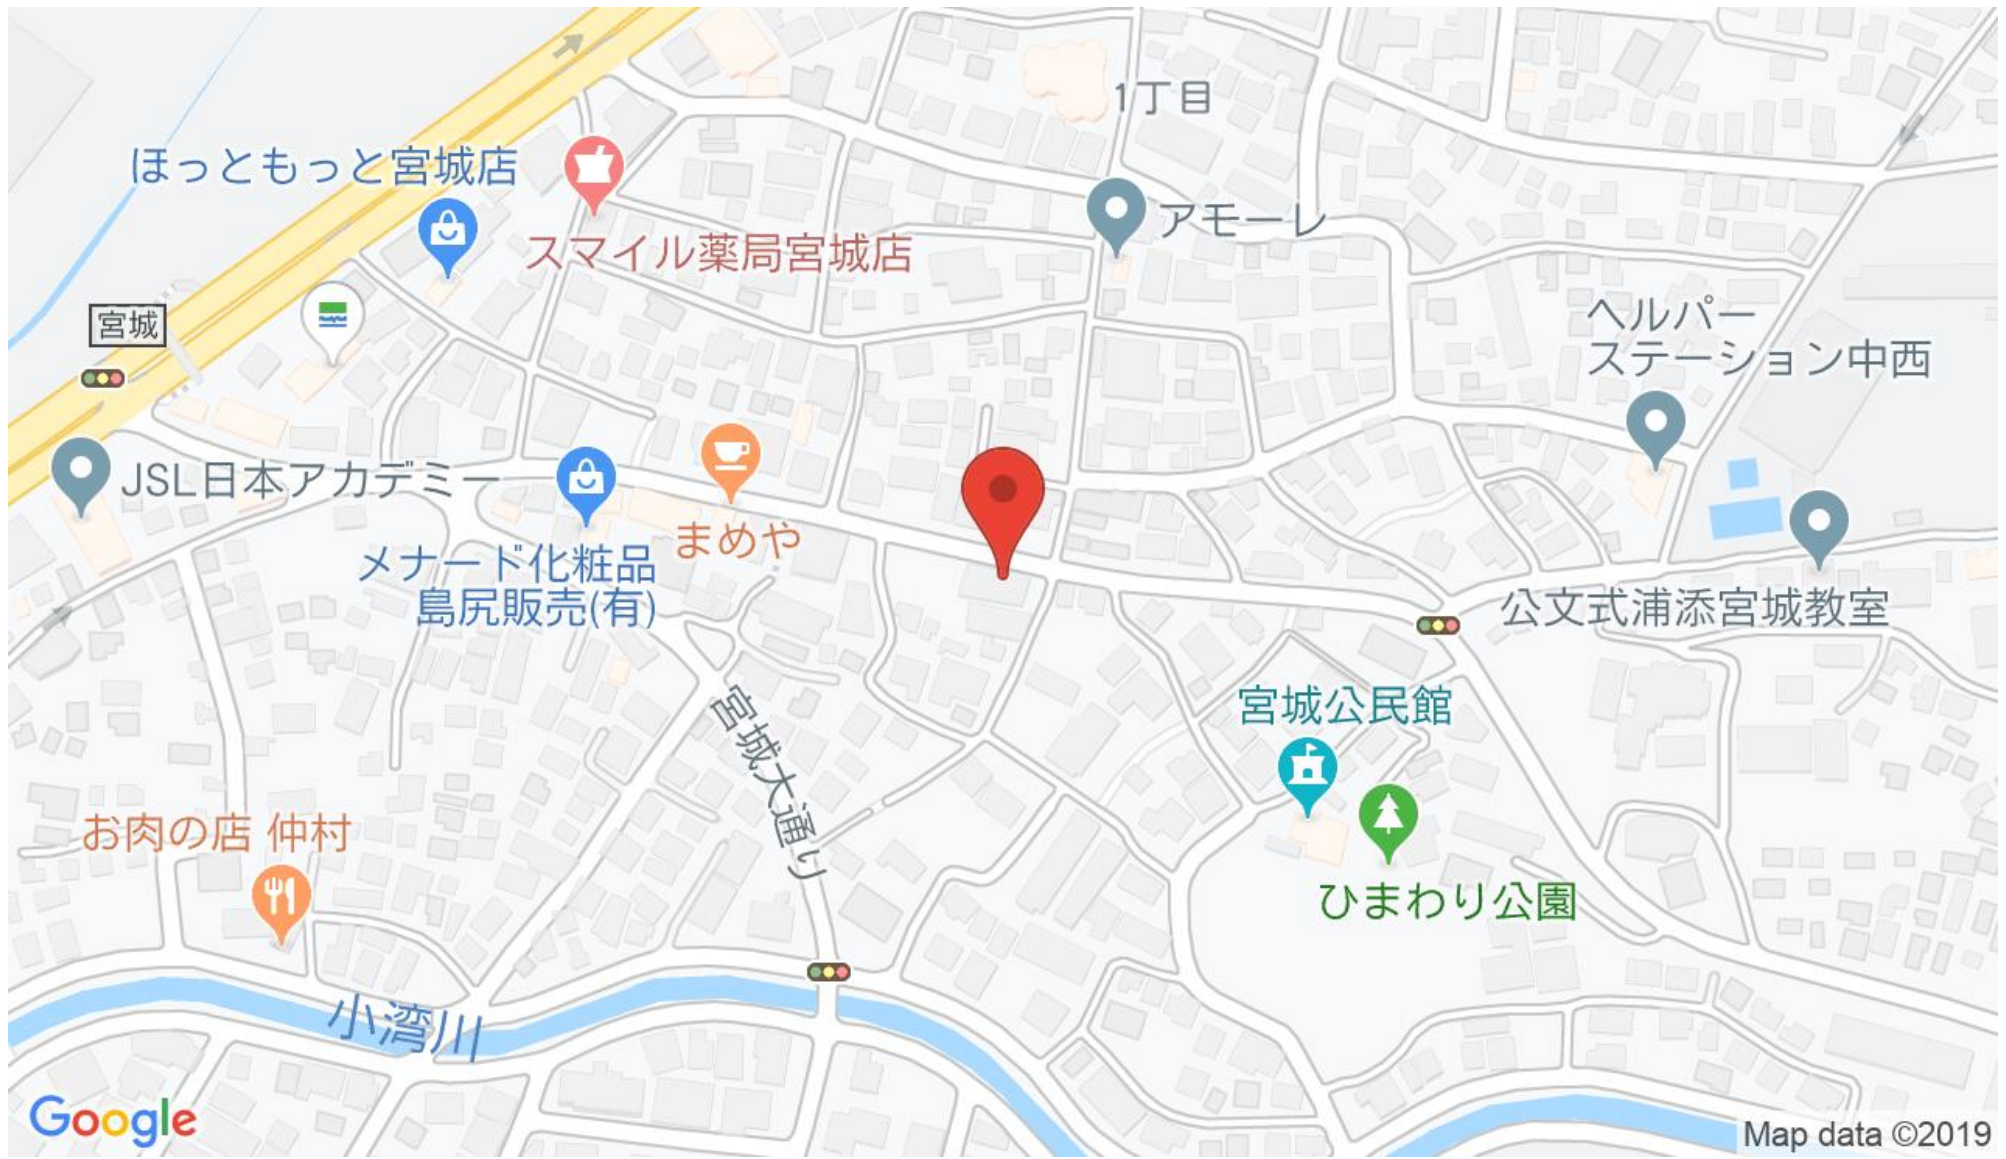 1丁目
ほっともっと宮城店
スマイル薬局宮城店
アモーレ
宮城
ヘルパー
ステーション中西
JSL日本アカデミー
まめや
メナード化粧品
島尻販売(有)
公文式浦添宮城教室
宮城公民館
宮城大通り
お肉の店 仲村
ひまわり公園
小湾川
Google
Map data ©2019